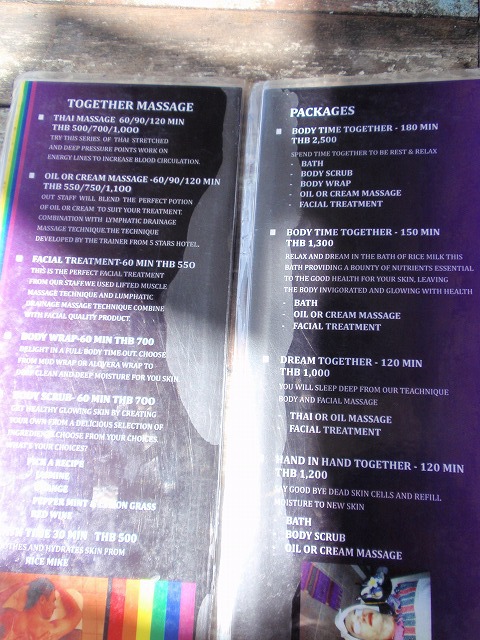 TOGETHER MASSAGE
THAI MASSAGE 60/90/120 MIN
THB 500/700/1,000
TRY THIS SERIES OF THAI STRETCHED
AND DEEP PRESSURE POINTS WORK ON
ENERGY LINES TO INCREASE BLOOD CIRCULATION.
OIL OR CREAM MASSAGE -60/90/120 MIN
THB 550/750/1,100
OUT STAFF WILL BLEND THE PERFECT POTION
OF OIL OR CREAM TO SUIT YOUR TREATMENT
COMBINATION WITH LYMPHATIC DRAINAGE
MASSAGE TECHNIQUE.THE TECHNIQUE
DEVELOPED BY THE TRAINER FROM 5 STARS HOTEL.
FACIAL TREATMENT-60 MIN THB 550
THIS IS THE PERFECT FACIAL TREATMENT
FROM OUR STAFFEWE USED LIFTED MUSCLE
MASSAGE TECHNIQUE AND LUMPHATIC
DRAINAGE MASSAGE TECHNIQUE COMBINE
WITH FACIAL QUALITY PRODUCT
BODY WRAP-60 MIN THB 700
DELIGHT IN A FULL BODY TIME-OUT. CHOOSE
FROM MUD WRAP OR ALOVERA WRAP TO
DEEP CLEAN AND DEEP MOISTURE FOR YOU SKIN
BODY SCRUB- 60 MIN THB 700
GET HEALTHY GLOWING SKIN BY CREATING
YOUR OWN FROM A DELICIOUS SELECTION OF
CHOOSE FROM YOUR CHOICES.
WHAT'S YOUR CHOICES?
PICK A RECIPE
PEPPER MINT & LEMON GRASS
RED WINE
30 MIN THB 500
AND HYDRATES SKIN FROM
RICE MIKE
PACKAGES
BODY TIME TOGETHER - 180 MIN
THB 2,500
SPEND TIME TOGETHER TO BE REST & RELAX
- BATH
- BODY SCRUB
- BODY WRAP
- OIL OR CREAM MASSAGE
- FACIAL TREATMENT
BODY TIME TOGETHER - 150 MIN
THB 1,300
RELAX AND DREAM IN THE BATH OF RICE MILK THIS
BATH PROVIDING A BOUNTY OF NUTRIENTS ESSENTIAL
TO THE GOOD HEALTH FOR YOUR SKIN, LEAVING
THE BODY INVIGORATED AND GLOWING WITH HEALTH
- BATH
- OIL OR CREAM MASSAGE
- FACIAL TREATMENT
DREAM TOGETHER - 120 MIN
THB 1,000
YOU WILL SLEEP DEEP FROM OUR TEACHNIQUE
BODY AND FACIAL MASSAGE
THAI OR OIL MASSAGE
FACIAL TREATMENT
HAND IN HAND TOGETHER - 120 MIN
THB 1,200
SAY GOOD BYE DEAD SKIN CELLS AND REFILL
MOISTURE TO NEW SKIN
BATH
BODY SCRUB
OIL OR CREAM MASSAGE